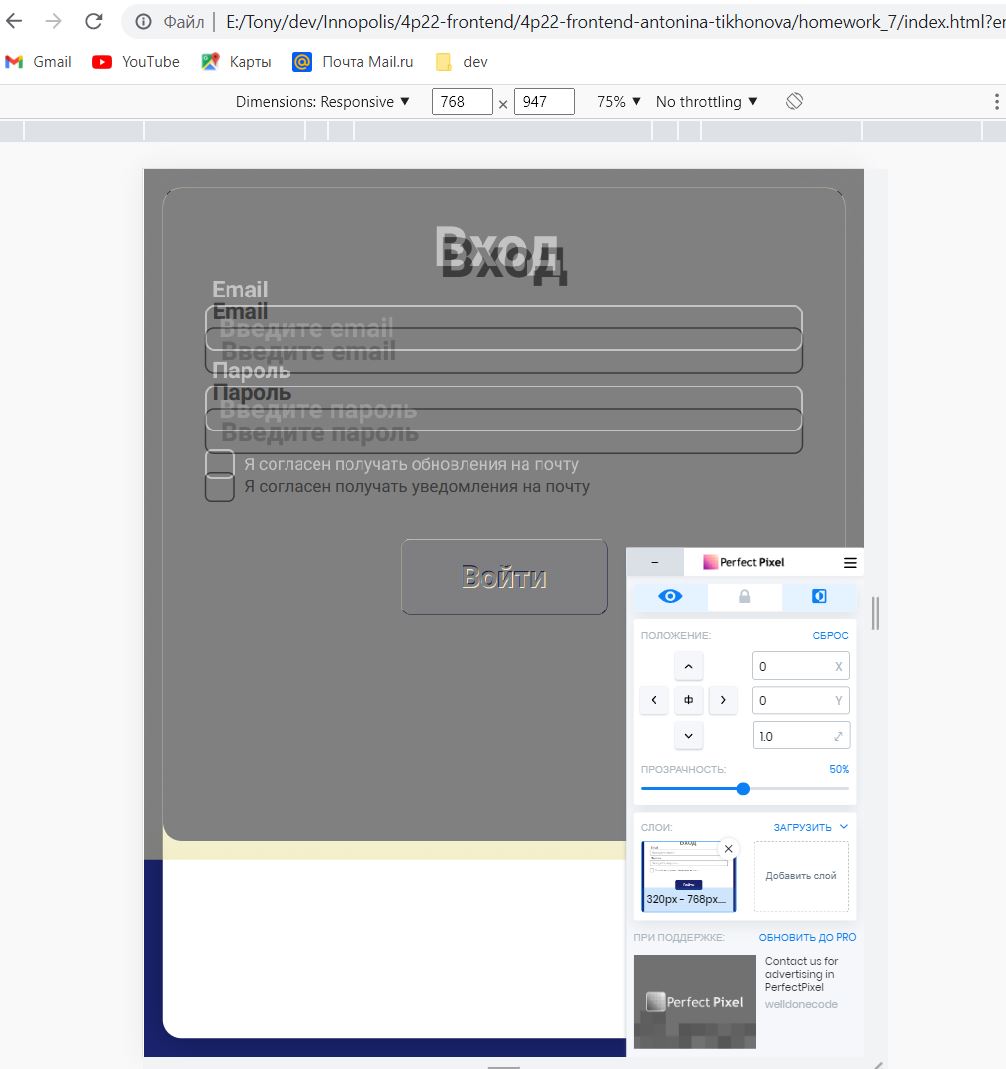 Файл | E:/Tony/dev/Innopolis/4p22-frontend/4p22-frontend-antonina-tikhonova/homework_7/index.html?er
Gmail YouTube Карты Почта Mail.ru dev
Dimensions: Responsive ▼ 768 × 947 75% ▼ No throttling ▼
Вход
Вход
Email
Email
Введите email
Введите email
Пароль
Пароль
Введите пароль
Введите пароль
Я согласен получать обновления на почту
Я согласен получать уведомления на почту
Войти
Perfect Pixel
ПОЛОЖЕНИЕ: СБРОС
0 X
0 Y
1.0
ПРОЗРАЧНОСТЬ: 50%
СЛОИ: ЗАГРУЗИТЬ
Войти
320px - 768px....
Добавить слой
ПРИ ПОДДЕРЖКЕ: ОБНОВИТЬ ДО PRO
Perfect Pixel
Contact us for
advertising in
PerfectPixel
welldonecode